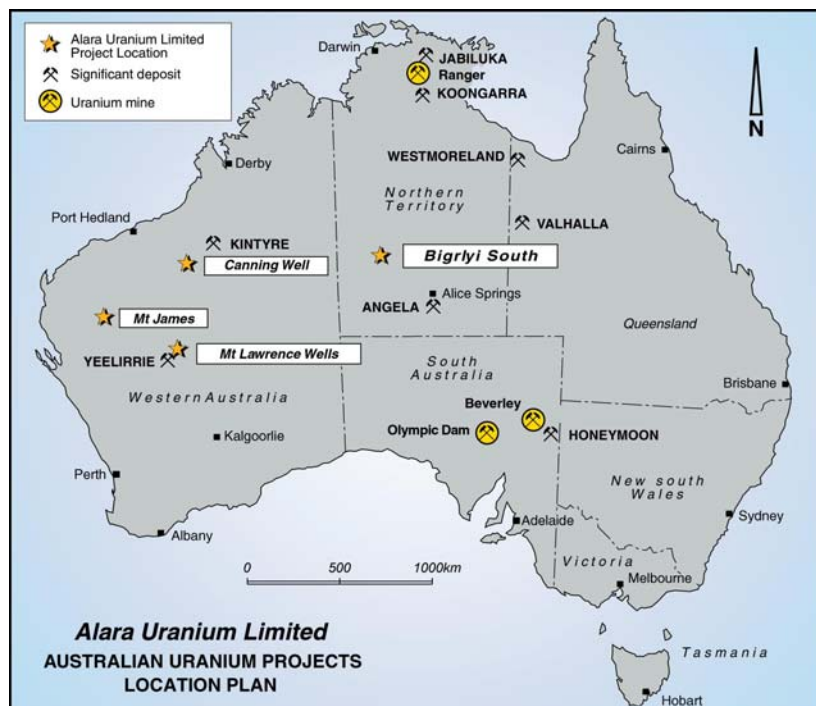 Alara Uranium Limited
Project Location
Significant deposit
Uranium mine
Darwin
JABILUKA
Ranger
KOONGARRA
N
WESTMORELAND
Cairns
Derby
Northern
Territory
Port Hedland
VALHALLA
KINTYRE
Canning Well
Bigrlyi South
Alice Springs
ANGELA
Mt James
Queensland
Mt Lawrence Wells
YEELIRRIE
South
Australia
Western Australia
Brisbane
Beverley
Olympic Dam
HONEYMOON
Kalgoorlie
Perth
New south
Wales
Adelaide
Sydney
Albany
Victoria
0 500 1000km
Melbourne
Alara Uranium Limited
AUSTRALIAN URANIUM PROJECTS
LOCATION PLAN
Tasmania
Hobart